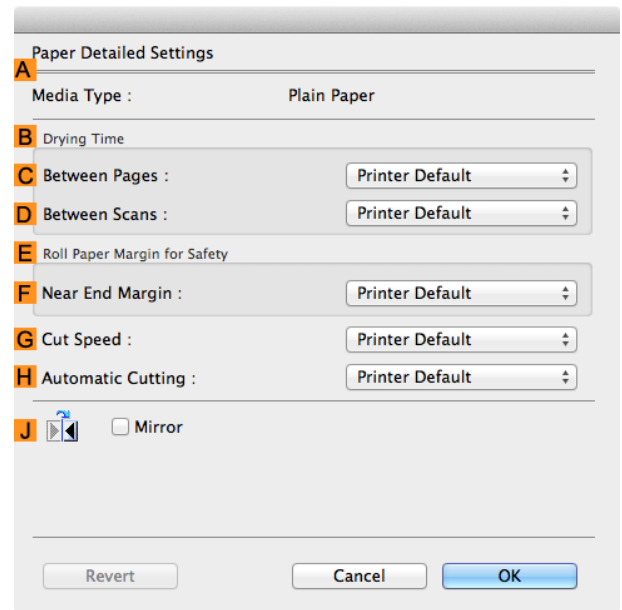 Paper Detailed Settings
A
Media Type : Plain Paper
B Drying Time
C Between Pages : Printer Default
D Between Scans : Printer Default
E Roll Paper Margin for Safety
F Near End Margin : Printer Default
G Cut Speed : Printer Default
H Automatic Cutting : Printer Default
J Mirror
Revert Cancel OK